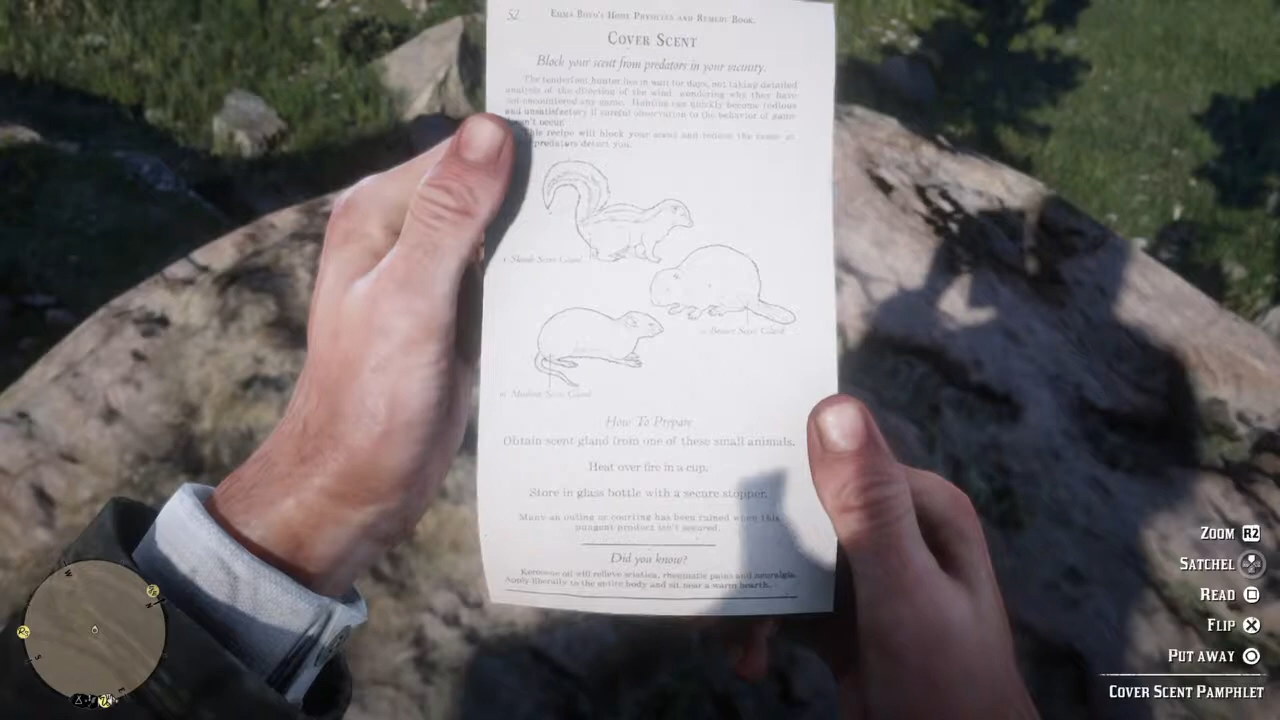 52
Emma Boyd's Home Physician and Remedy Book.
Cover Scent
Block your scent from predators in your vicinity.
The tenderfoot hunter lies in wait for days, not taking detailed
analysis of the direction of the wind, wondering why they have
not encountered any game. Hunting can quickly become tedious
and unsatisfactory if careful observation to the behavior of game
doesn't occur.
This recipe will block your scent and reduce the range at
predators detect you.
Skunk Scent Gland
Beaver Scent Gland
Muskrat Scent Gland
How To Prepare
Obtain scent gland from one of these small animals.
Heat over fire in a cup.
Store in glass bottle with a secure stopper.
Many an outing or courting has been ruined when this
pungent product isn't secured.
Did you know?
Kerosene oil will relieve sciatica, rheumatic pains and neuralgia.
Apply liberally to the entire body and sit near a warm hearth.
Zoom R2
Satchel
Read
Flip
Put away
Cover Scent Pamphlet
W
N
S
E